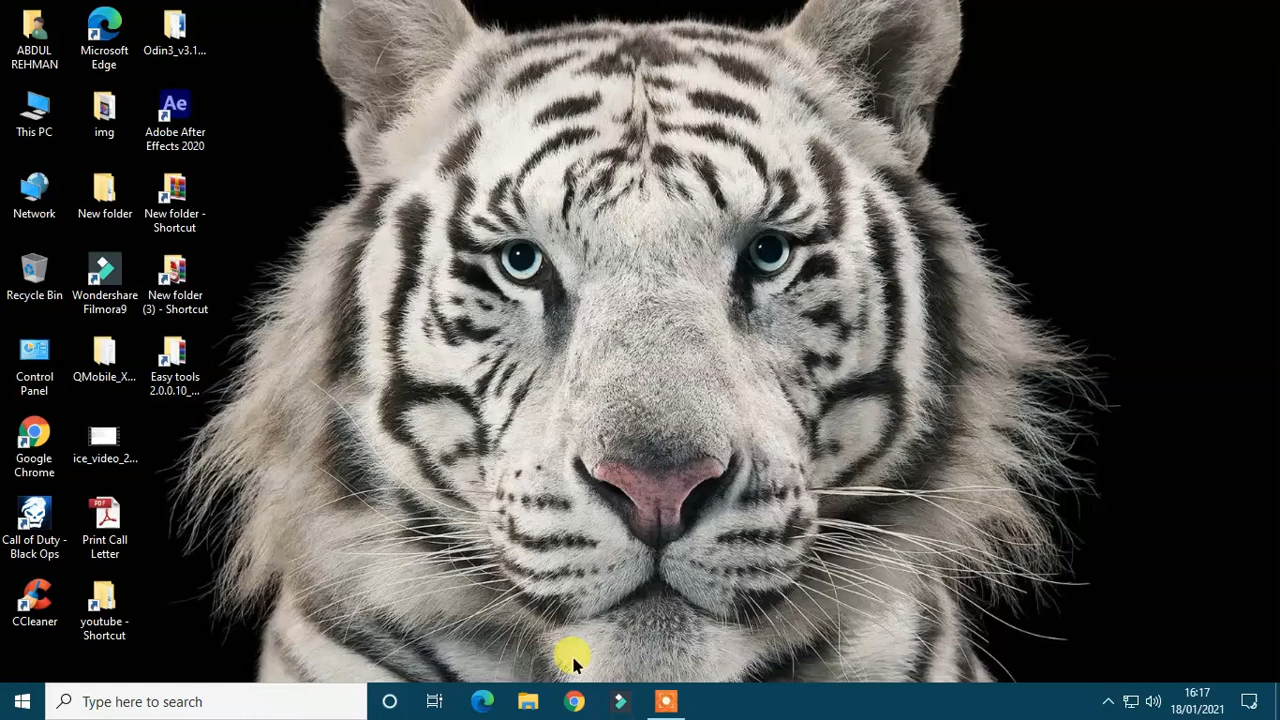 ABDUL
REHMAN
Microsoft
Edge
Odin3_v3.1...
This PC
img
Ae
Adobe After
Effects 2020
Network
New folder
New folder -
Shortcut
Recycle Bin
Wondershare
Filmora9
New folder
(3) - Shortcut
Control
Panel
QMobile_X...
Easy tools
2.0.0.10_...
Google
Chrome
ice_video_2...
Call of Duty -
Black Ops
PDF
Print Call
Letter
CCleaner
youtube -
Shortcut
Type here to search
16:17
18/01/2021